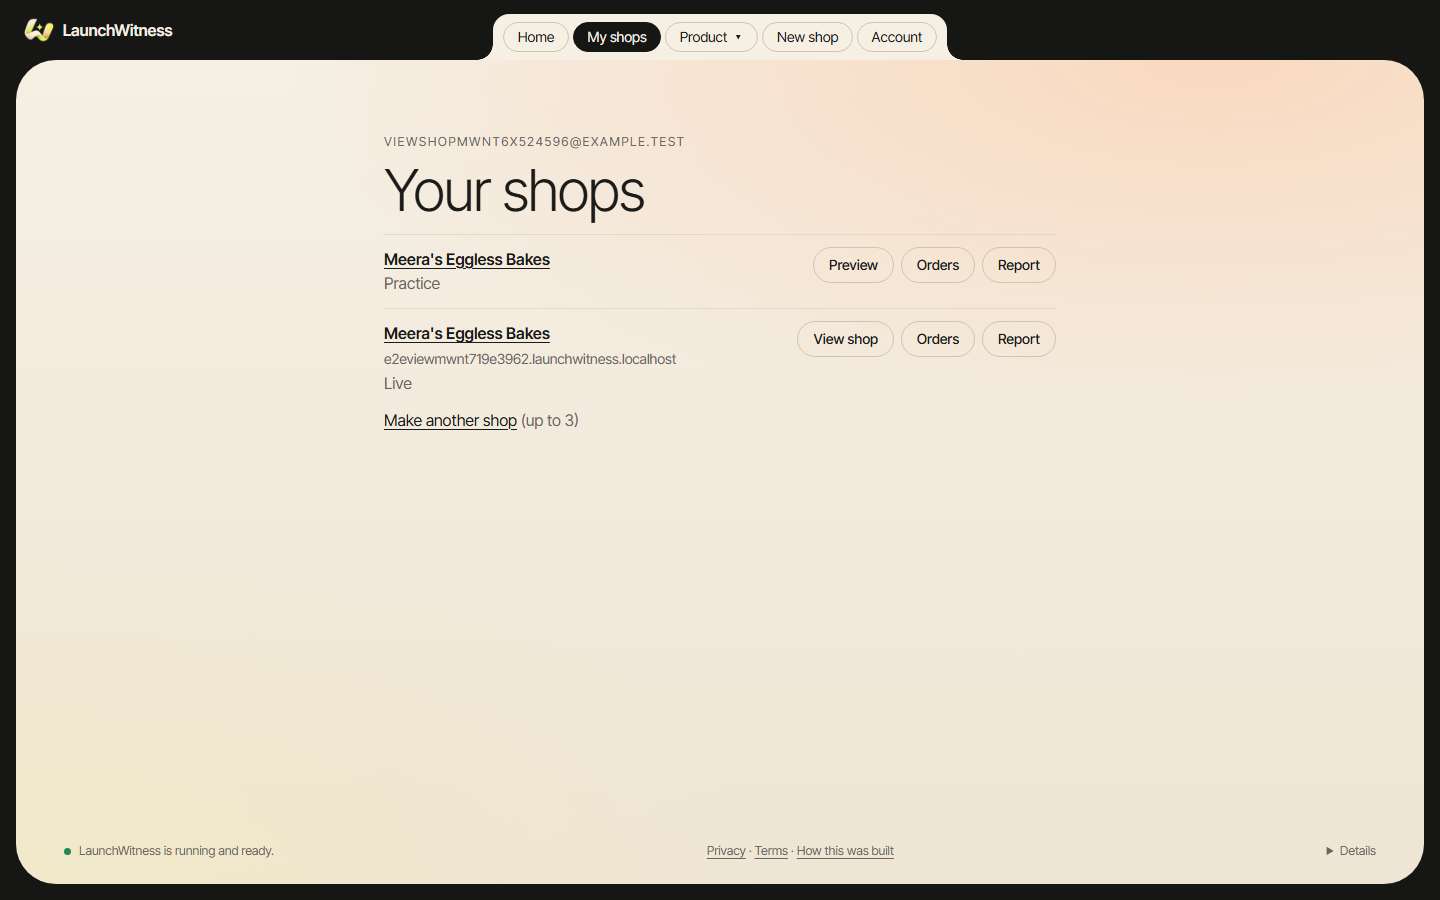 LaunchWitness
Home My shops Product ▾ New shop Account
VIEWSHOPMWNT6X524596@EXAMPLE.TEST
Your shops
Meera's Eggless Bakes
Practice
Preview Orders Report
Meera's Eggless Bakes
e2eviewmwnt719e3962.launchwitness.localhost
Live
View shop Orders Report
Make another shop (up to 3)
LaunchWitness is running and ready.
Privacy · Terms · How this was built
▶ Details